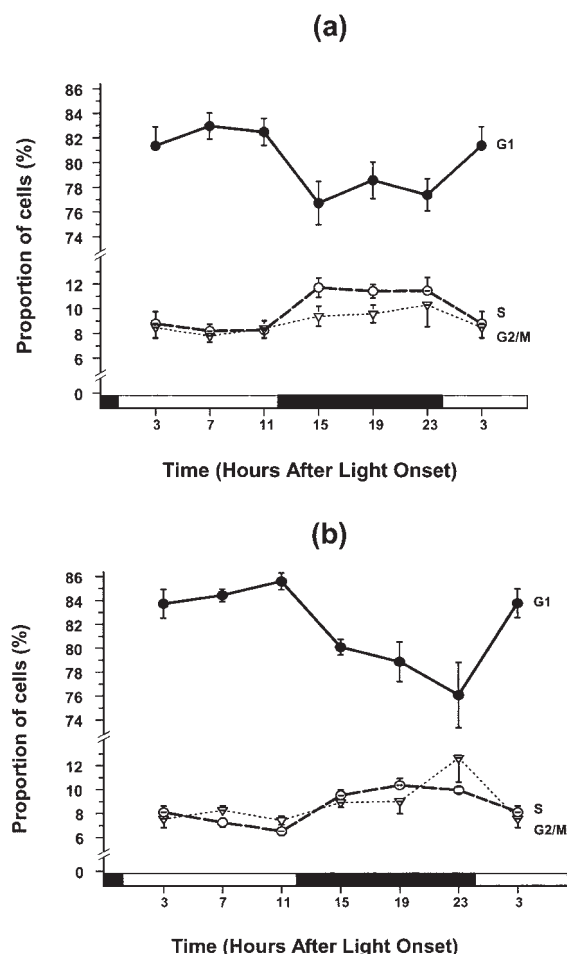 (a)
Proportion of cells (%)
86
84
82
80
78
76
74
12
10
8
6
0
G1
S
G2/M
3 7 11 15 19 23 3
Time (Hours After Light Onset)
(b)
Proportion of cells (%)
86
84
82
80
78
76
74
12
10
8
6
0
G1
S
G2/M
3 7 11 15 19 23 3
Time (Hours After Light Onset)